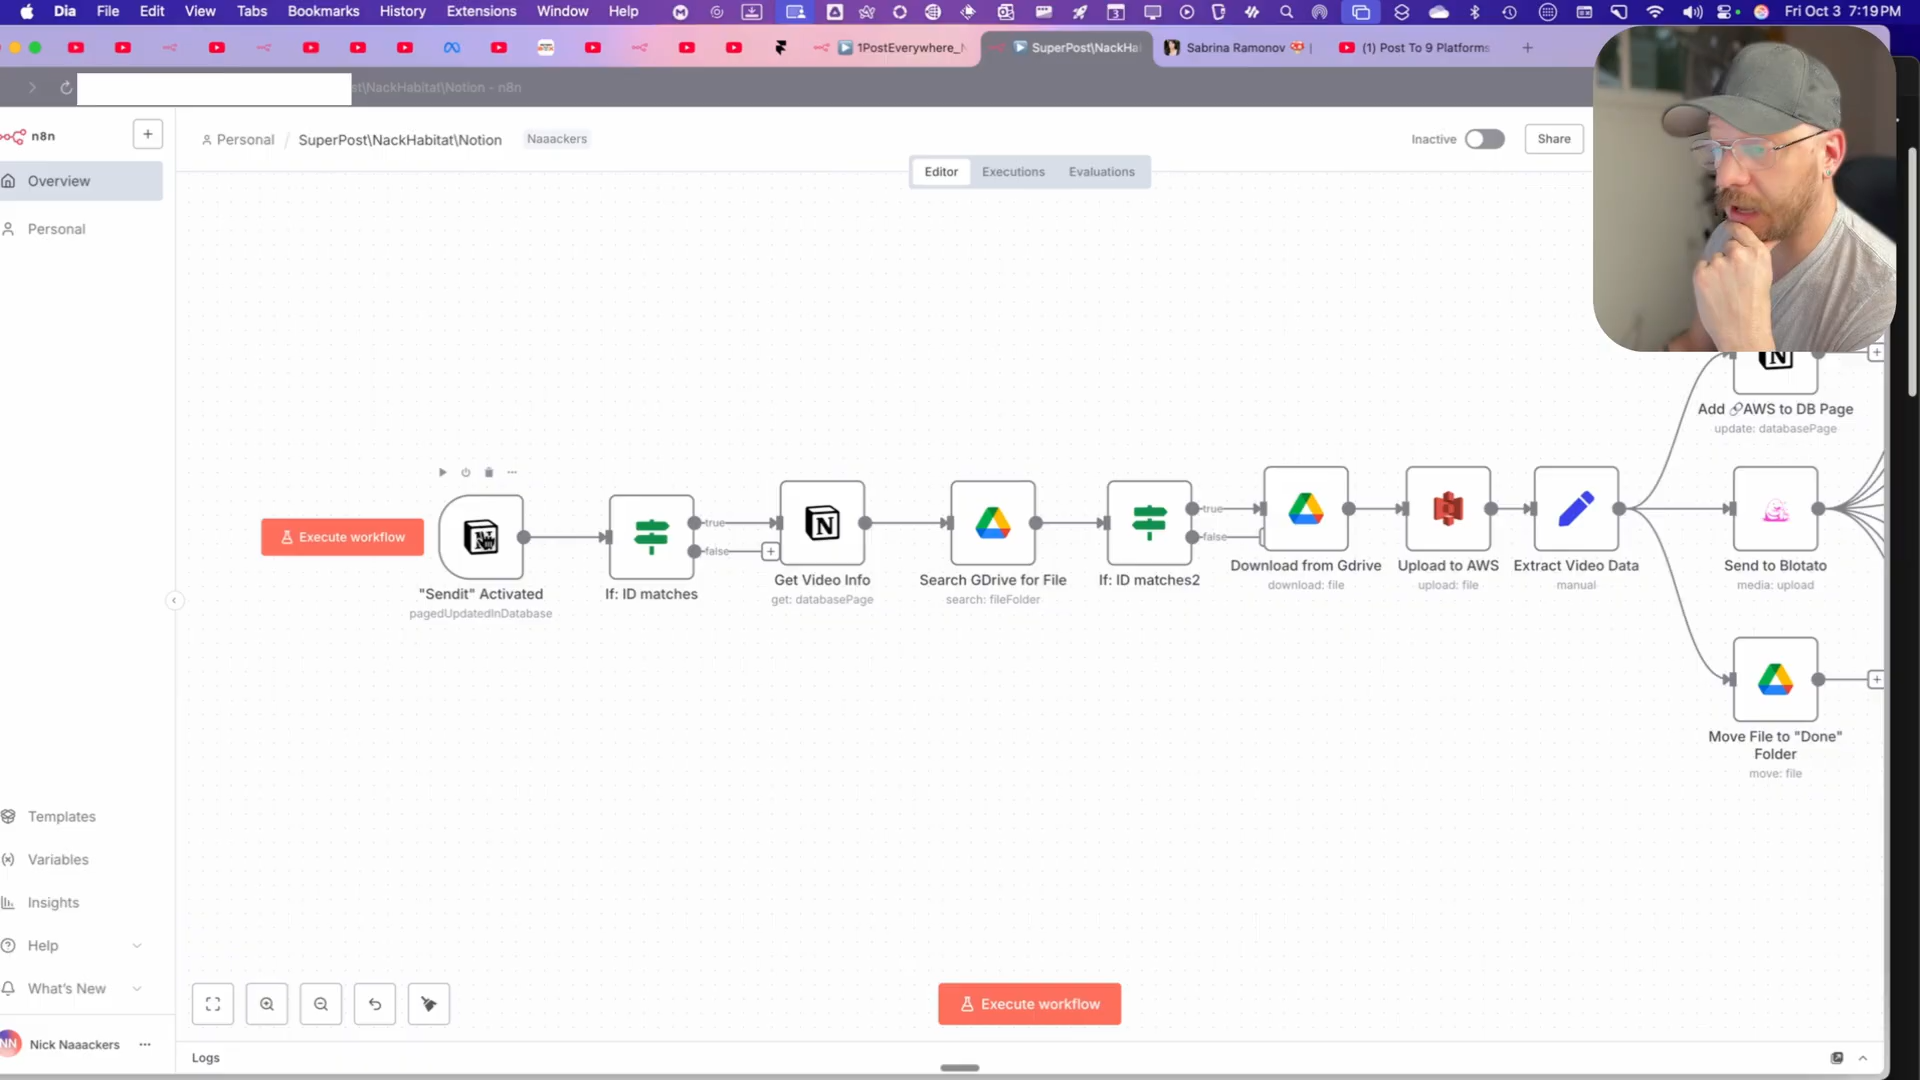 Dia File Edit View Tabs Bookmarks History Extensions Window Help Fri Oct 3 7:19 PM
1PostEverywhere_ SuperPost\NackHa Sabrina Ramonov (1) Post To 9 Platforms
st\NackHabitat\Notion - n8n
n8n
Personal / SuperPost\NackHabitat\Notion Naaackers
Inactive Share
Editor Executions Evaluations
Overview
Personal
Execute workflow
"Sendit" Activated
pagedUpdatedInDatabase
true
false
If: ID matches
Get Video Info
get: databasePage
Search GDrive for File
search: fileFolder
true
false
If: ID matches2
Download from Gdrive
download: file
Upload to AWS
upload: file
Extract Video Data
manual
Add 🔗AWS to DB Page
update: databasePage
Send to Blotato
media: upload
Move File to "Done"
Folder
move: file
Templates
Variables
Insights
Help
What's New
NN Nick Naaackers
Execute workflow
Logs